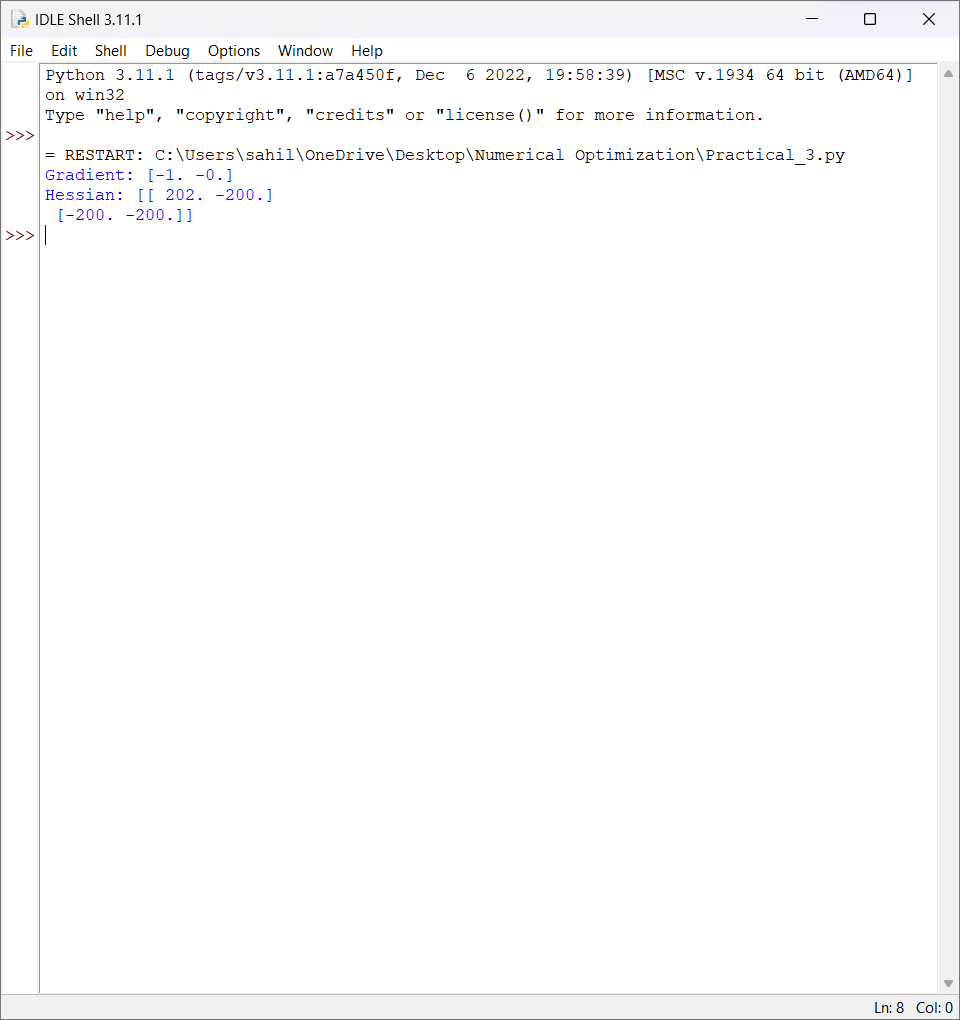 IDLE Shell 3.11.1
File Edit Shell Debug Options Window Help
Python 3.11.1 (tags/v3.11.1:a7a450f, Dec  6 2022, 19:58:39) [MSC v.1934 64 bit (AMD64)]
on win32
Type "help", "copyright", "credits" or "license()" for more information.
>>>
= RESTART: C:\Users\sahil\OneDrive\Desktop\Numerical Optimization\Practical_3.py
Gradient: [-1. -0.]
Hessian: [[ 202. -200.]
 [-200. -200.]]
>>>
Ln: 8 Col: 0